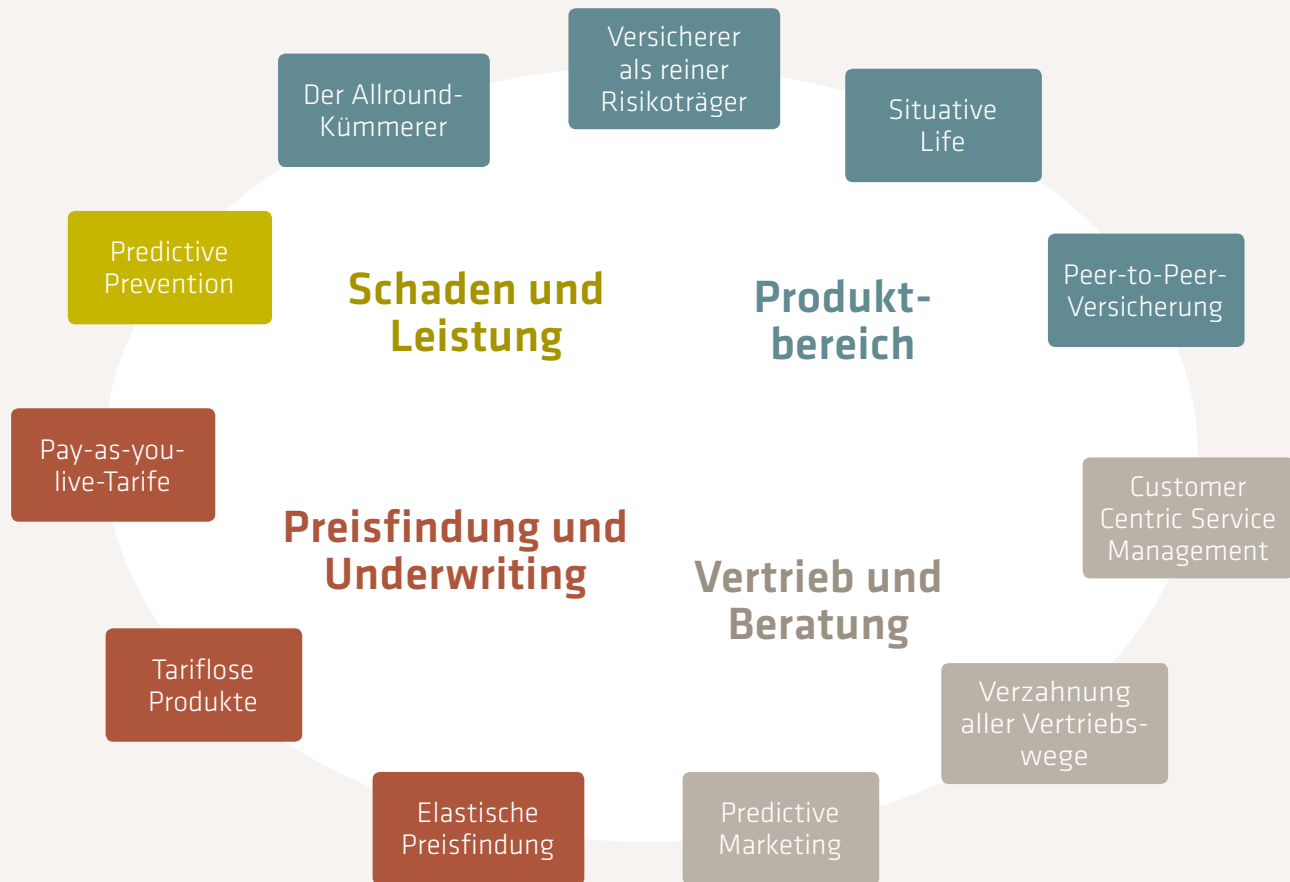 Versicherer
als reiner
Risikoträger
Der Allround-
Kümmerer
Situative
Life
Predictive
Prevention
Peer-to-Peer-
Versicherung
Schaden und
Leistung
Produkt-
bereich
Pay-as-you-
live-Tarife
Customer
Centric Service
Management
Preisfindung und
Underwriting
Vertrieb und
Beratung
Tariflose
Produkte
Verzahnung
aller Vertriebs-
wege
Elastische
Preisfindung
Predictive
Marketing